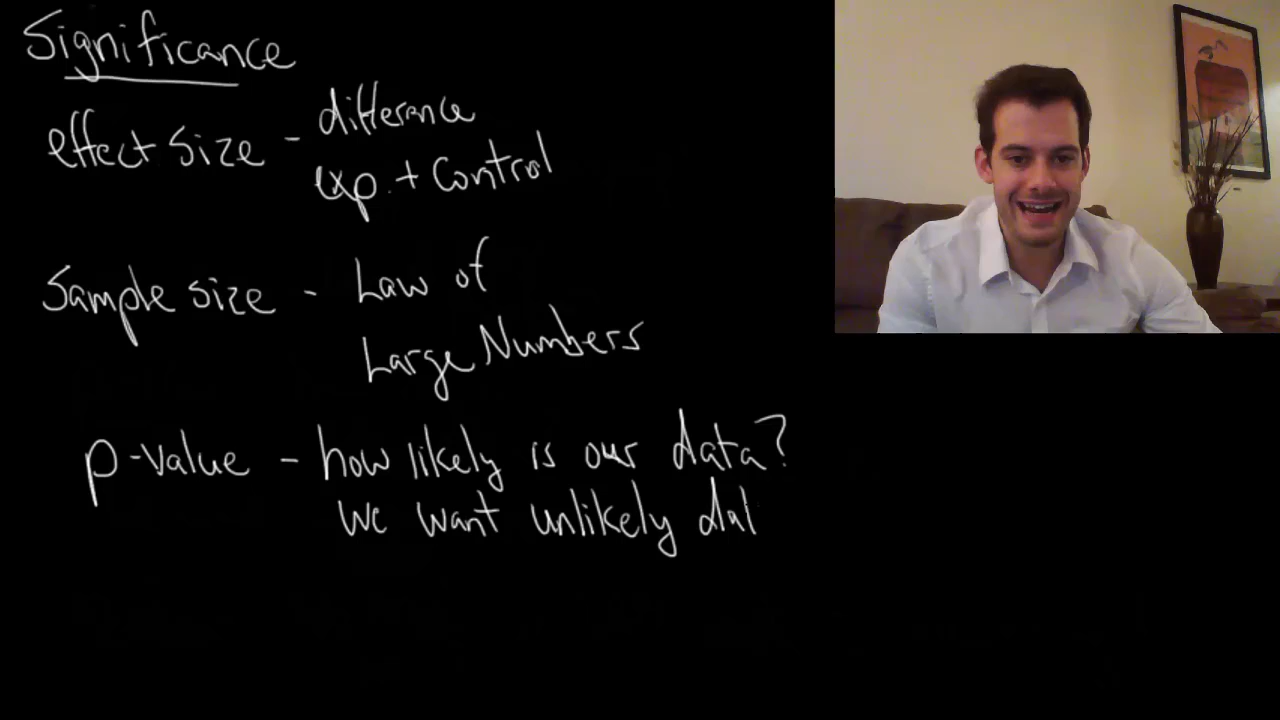 Significance
effect size - difference
exp. + Control
Sample size - Law of
Large Numbers
p-value - how likely is our data?
we want unlikely dat